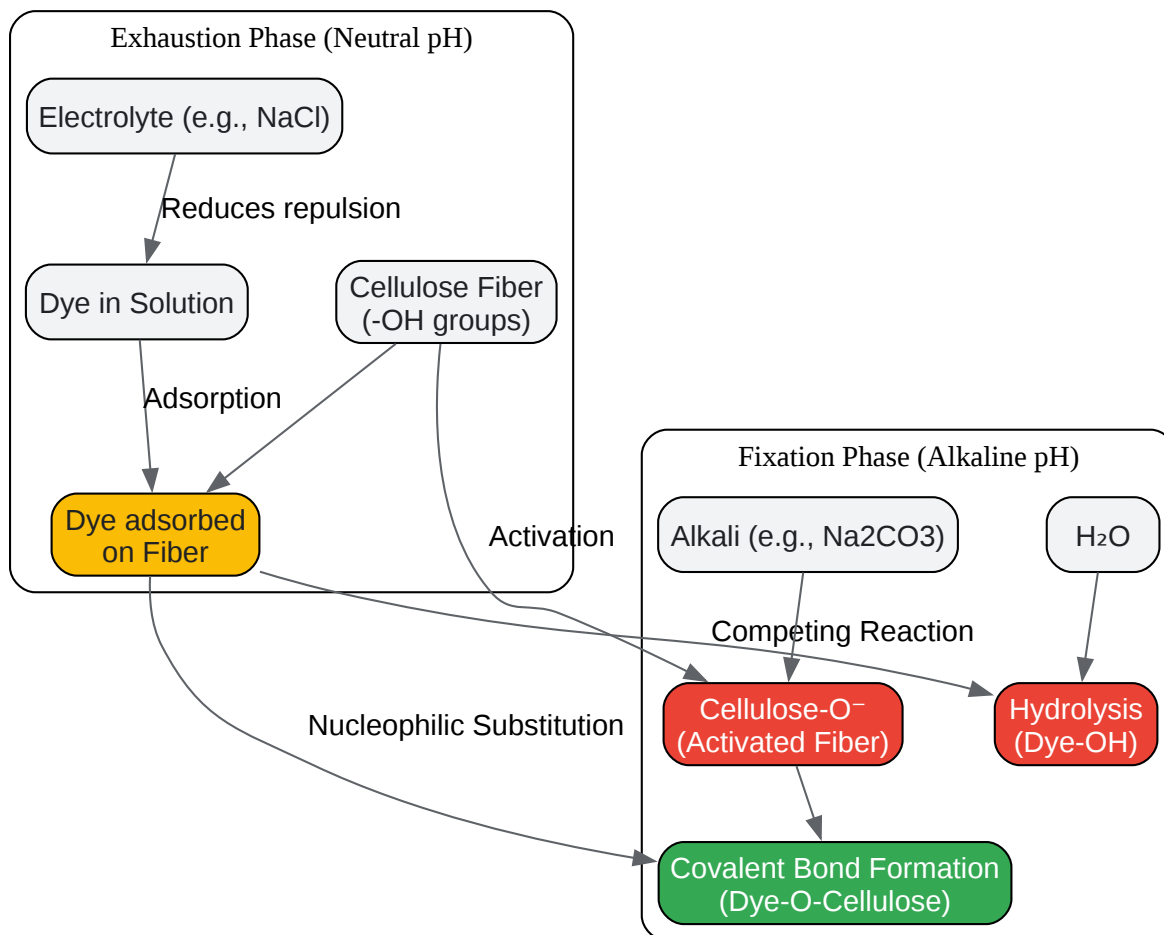 Exhaustion Phase (Neutral pH)
Electrolyte (e.g., NaCl)
Reduces repulsion
Dye in Solution
Cellulose Fiber
(-OH groups)
Adsorption
Dye adsorbed
on Fiber
Fixation Phase (Alkaline pH)
Activation
Alkali (e.g., Na2CO3)
H₂O
Competing Reaction
Nucleophilic Substitution
Cellulose-O⁻
(Activated Fiber)
Hydrolysis
(Dye-OH)
Covalent Bond Formation
(Dye-O-Cellulose)